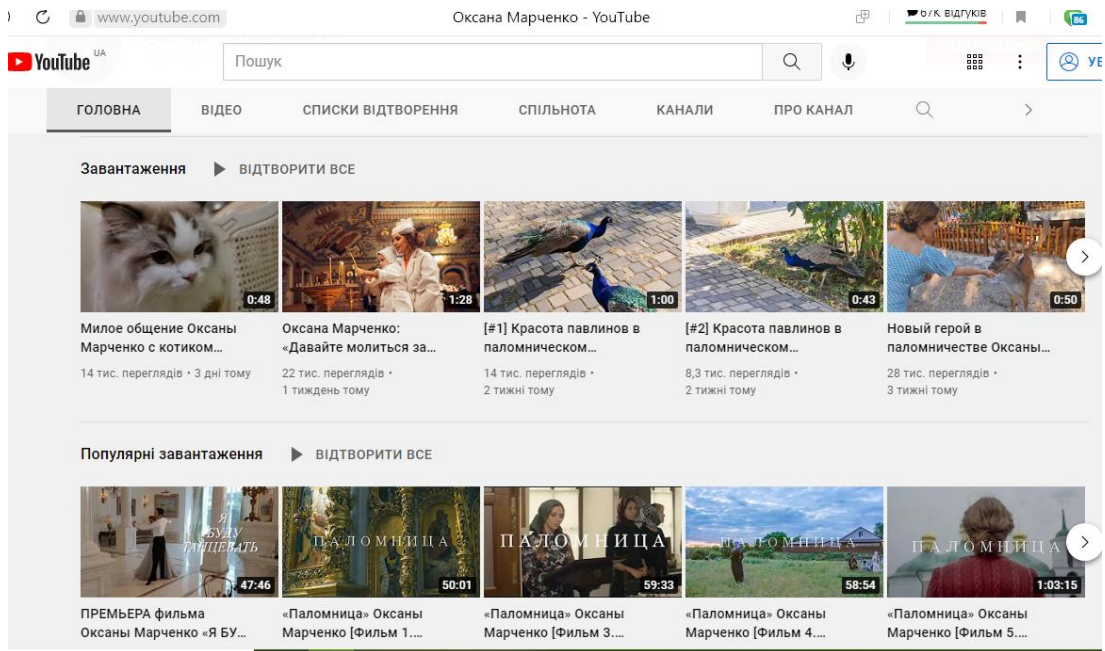 www.youtube.com
Оксана Марченко - YouTube
67К відгуків
86
YouTube UA
Пошук
ГОЛОВНА
ВІДЕО
СПИСКИ ВІДТВОРЕННЯ
СПІЛЬНОТА
КАНАЛИ
ПРО КАНАЛ
Завантаження
ВІДТВОРИТИ ВСЕ
0:48
1:28
1:00
0:43
0:50
Милое общение Оксаны
Марченко с котиком...
14 тис. переглядів • 3 дні тому
Оксана Марченко:
«Давайте молиться за...
22 тис. переглядів •
1 тиждень тому
[#1] Красота павлинов в
паломническом...
14 тис. переглядів •
2 тижні тому
[#2] Красота павлинов в
паломническом...
8,3 тис. переглядів •
2 тижні тому
Новый герой в
паломничестве Оксаны...
28 тис. переглядів •
3 тижні тому
Популярні завантаження
ВІДТВОРИТИ ВСЕ
Я
БУДУ
ТАНЦЕВАТЬ
47:46
ПАЛОМНИЦА
50:01
ПАЛОМНИЦА
59:33
ПАЛОМНИЦА
58:54
ПАЛОМНИЦА
1:03:15
ПРЕМЬЕРА фильма
Оксаны Марченко «Я БУ...
«Паломница» Оксаны
Марченко [Фильм 1....
«Паломница» Оксаны
Марченко [Фильм 3....
«Паломница» Оксаны
Марченко [Фильм 4....
«Паломница» Оксаны
Марченко [Фильм 5....